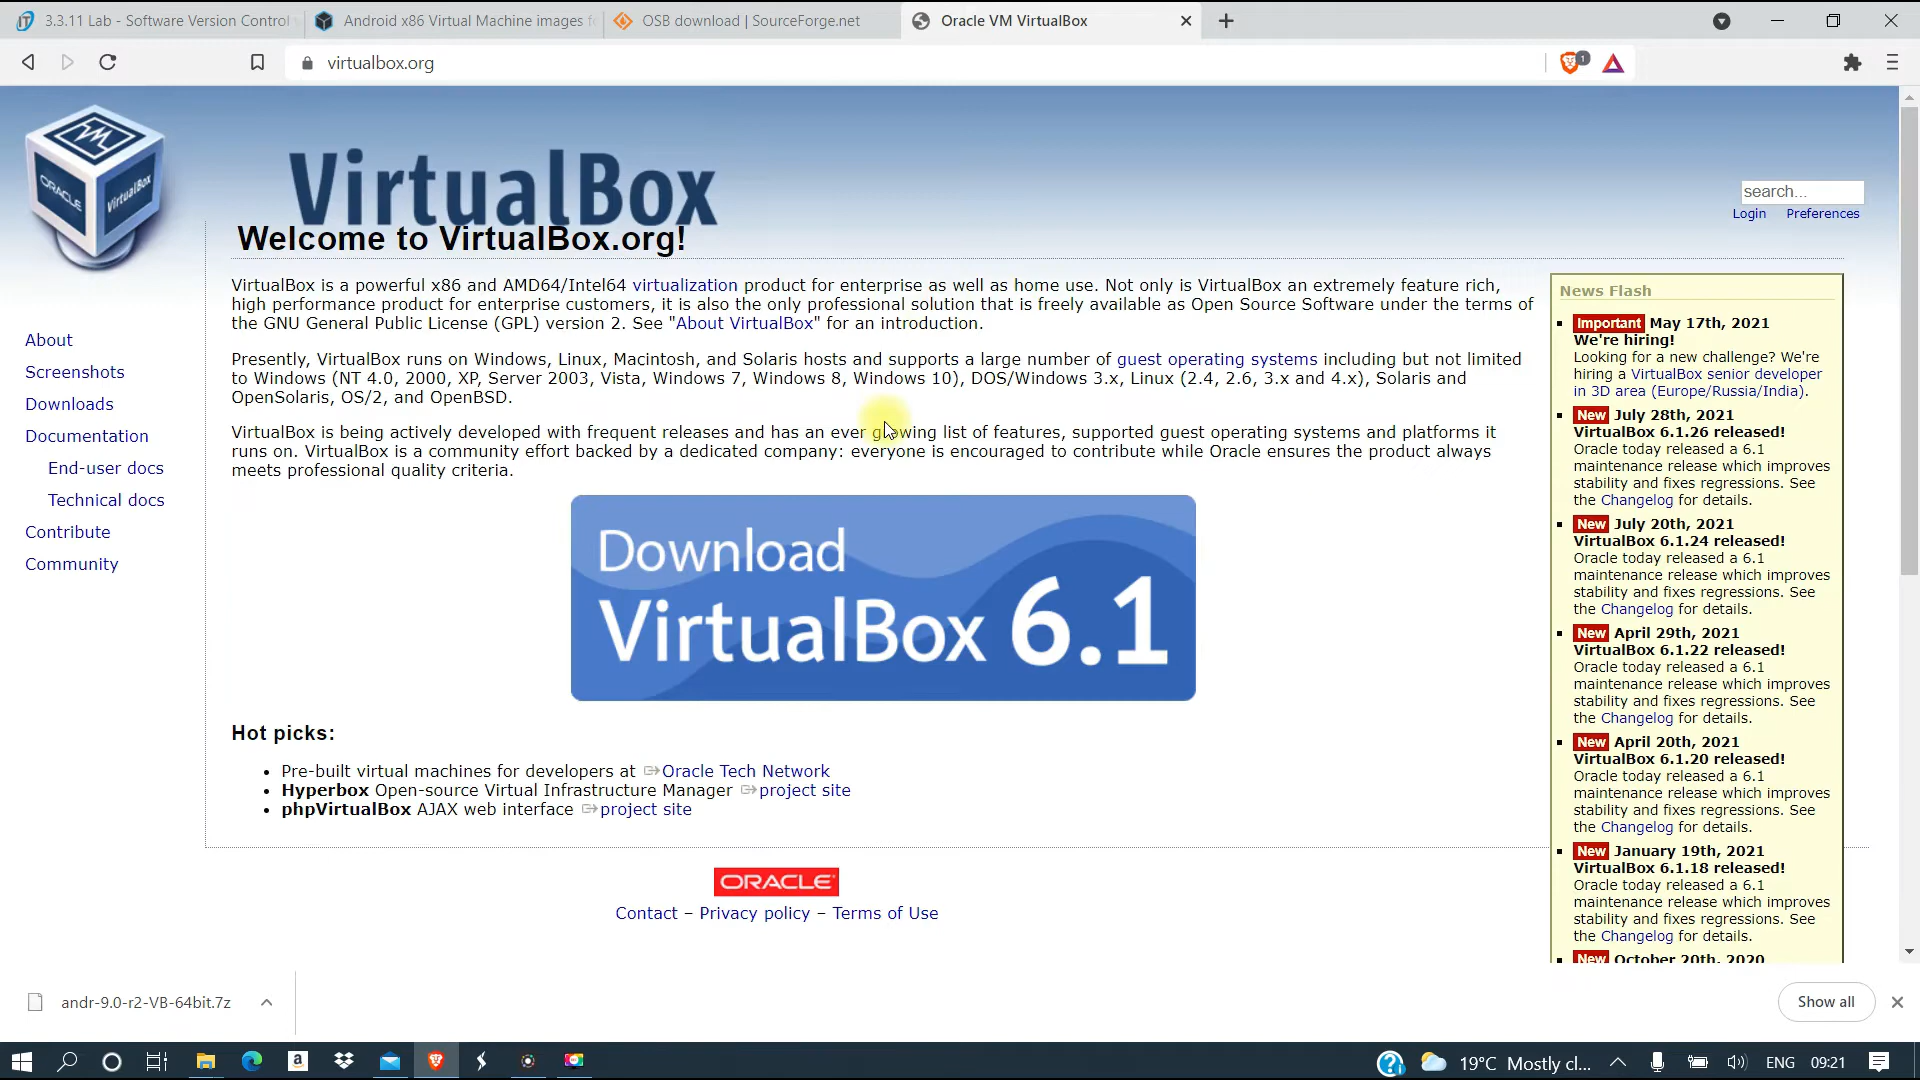 3.3.11 Lab - Software Version Control
Android x86 Virtual Machine images f
OSB download | SourceForge.net
Oracle VM VirtualBox
virtualbox.org
1
ORACLE
VirtualBox
VirtualBox
search...
Login Preferences
Welcome to VirtualBox.org!
VirtualBox is a powerful x86 and AMD64/Intel64 virtualization product for enterprise as well as home use. Not only is VirtualBox an extremely feature rich,
high performance product for enterprise customers, it is also the only professional solution that is freely available as Open Source Software under the terms of
the GNU General Public License (GPL) version 2. See "About VirtualBox" for an introduction.
Presently, VirtualBox runs on Windows, Linux, Macintosh, and Solaris hosts and supports a large number of guest operating systems including but not limited
to Windows (NT 4.0, 2000, XP, Server 2003, Vista, Windows 7, Windows 8, Windows 10), DOS/Windows 3.x, Linux (2.4, 2.6, 3.x and 4.x), Solaris and
OpenSolaris, OS/2, and OpenBSD.
VirtualBox is being actively developed with frequent releases and has an ever growing list of features, supported guest operating systems and platforms it
runs on. VirtualBox is a community effort backed by a dedicated company: everyone is encouraged to contribute while Oracle ensures the product always
meets professional quality criteria.
About
Screenshots
Downloads
Documentation
End-user docs
Technical docs
Contribute
Community
Download
VirtualBox 6.1
Hot picks:
Pre-built virtual machines for developers at Oracle Tech Network
Hyperbox Open-source Virtual Infrastructure Manager project site
phpVirtualBox AJAX web interface project site
ORACLE
Contact – Privacy policy – Terms of Use
News Flash
Important May 17th, 2021
We're hiring!
Looking for a new challenge? We're
hiring a VirtualBox senior developer
in 3D area (Europe/Russia/India).
New July 28th, 2021
VirtualBox 6.1.26 released!
Oracle today released a 6.1
maintenance release which improves
stability and fixes regressions. See
the Changelog for details.
New July 20th, 2021
VirtualBox 6.1.24 released!
Oracle today released a 6.1
maintenance release which improves
stability and fixes regressions. See
the Changelog for details.
New April 29th, 2021
VirtualBox 6.1.22 released!
Oracle today released a 6.1
maintenance release which improves
stability and fixes regressions. See
the Changelog for details.
New April 20th, 2021
VirtualBox 6.1.20 released!
Oracle today released a 6.1
maintenance release which improves
stability and fixes regressions. See
the Changelog for details.
New January 19th, 2021
VirtualBox 6.1.18 released!
Oracle today released a 6.1
maintenance release which improves
stability and fixes regressions. See
the Changelog for details.
New October 20th, 2020
andr-9.0-r2-VB-64bit.7z
Show all
19°C Mostly cl...
ENG
09:21